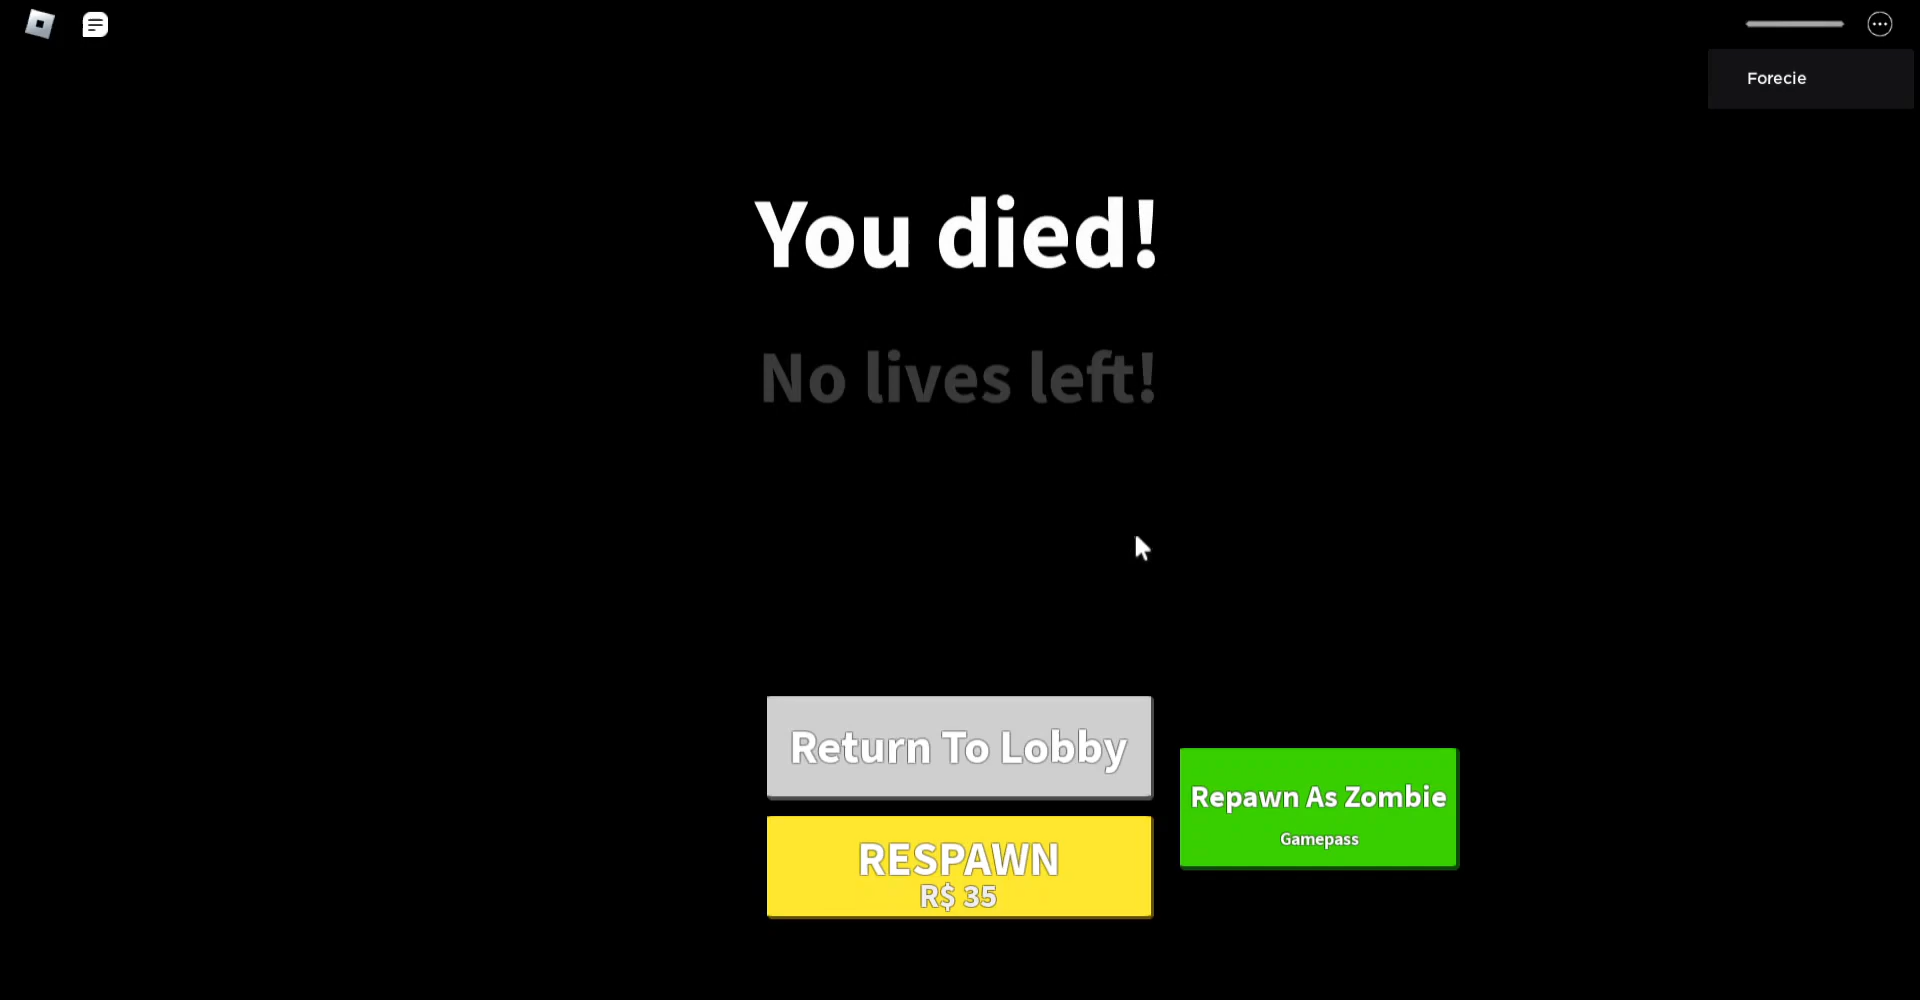 Forecie
You died!
No lives left!
Return To Lobby
RESPAWN
R$ 35
Repawn As Zombie
Gamepass